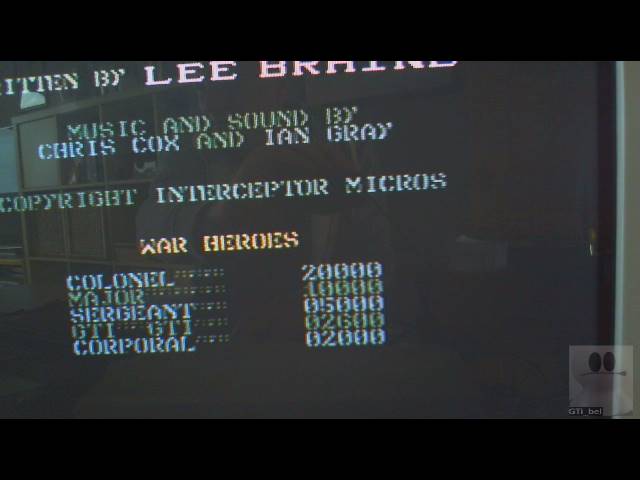 RITTEN BY LEE BRAINE
MUSIC AND SOUND BY
CHRIS COX AND IAN GRAY
COPYRIGHT INTERCEPTOR MICROS
WAR HEROES
COLONEL 20000
MAJOR 10000
SERGEANT 05000
GTI GTI 02600
CORPORAL 02000
GTi_bel